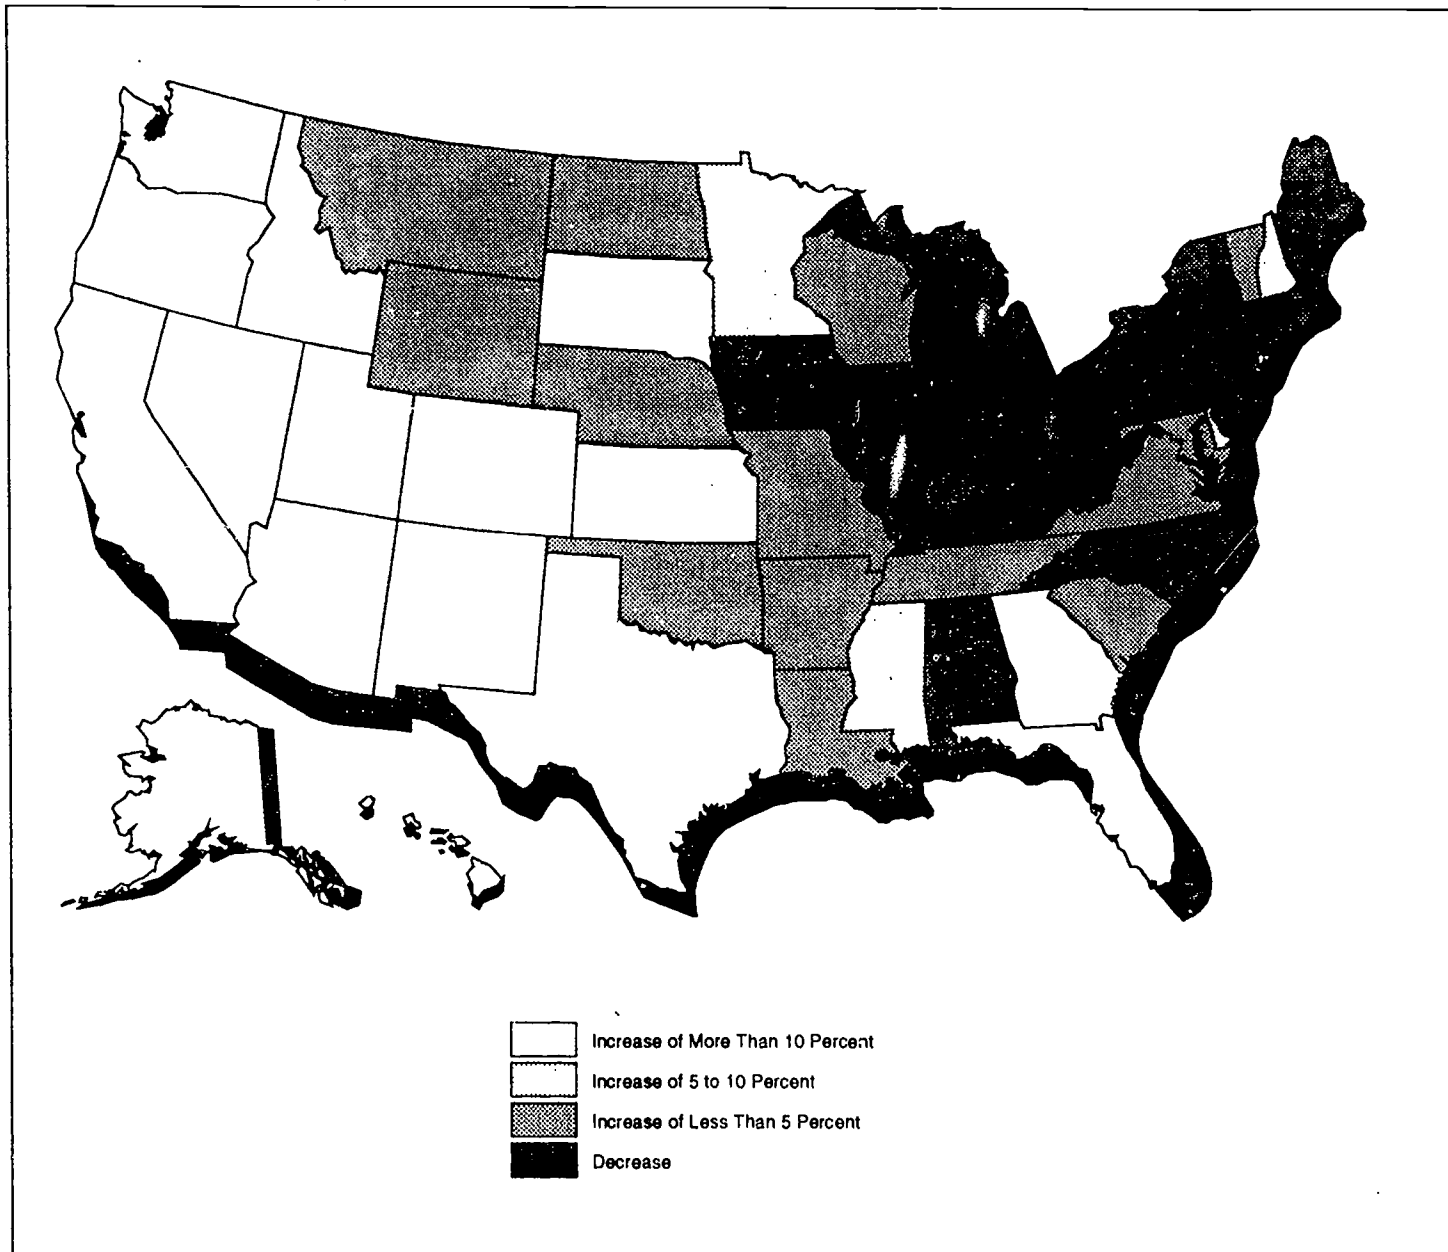 Increase of More Than 10 Percent
Increase of 5 to 10 Percent
Increase of Less Than 5 Percent
Decrease